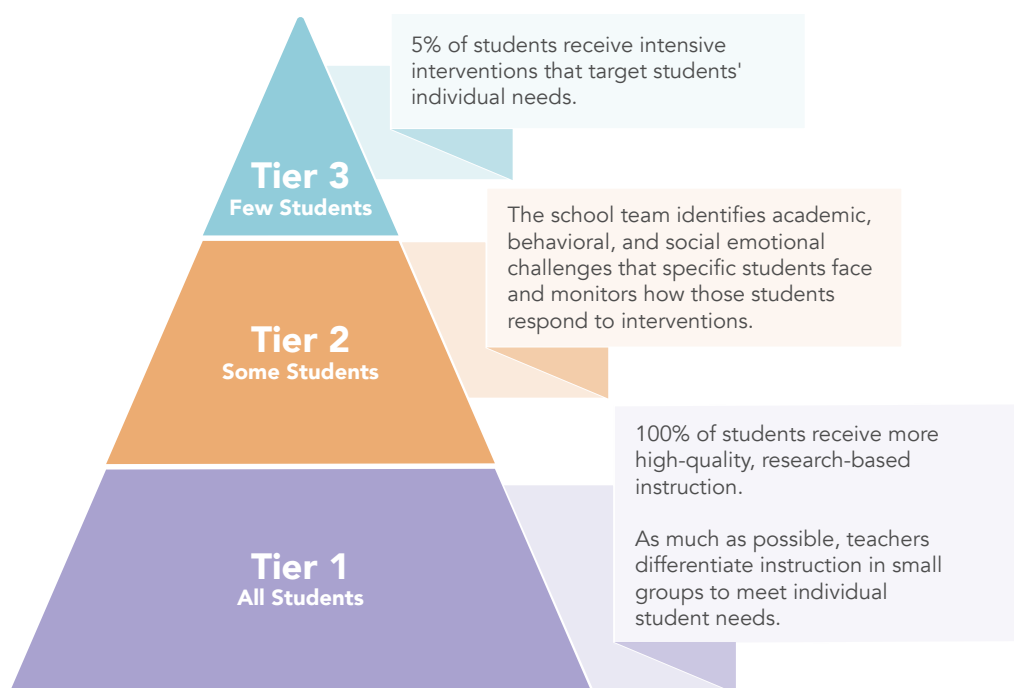 5% of students receive intensive
interventions that target students'
individual needs.
Tier 3
Few Students
The school team identifies academic,
behavioral, and social emotional
challenges that specific students face
and monitors how those students
respond to interventions.
Tier 2
Some Students
100% of students receive more
high-quality, research-based
instruction.
As much as possible, teachers
differentiate instruction in small
groups to meet individual
student needs.
Tier 1
All Students